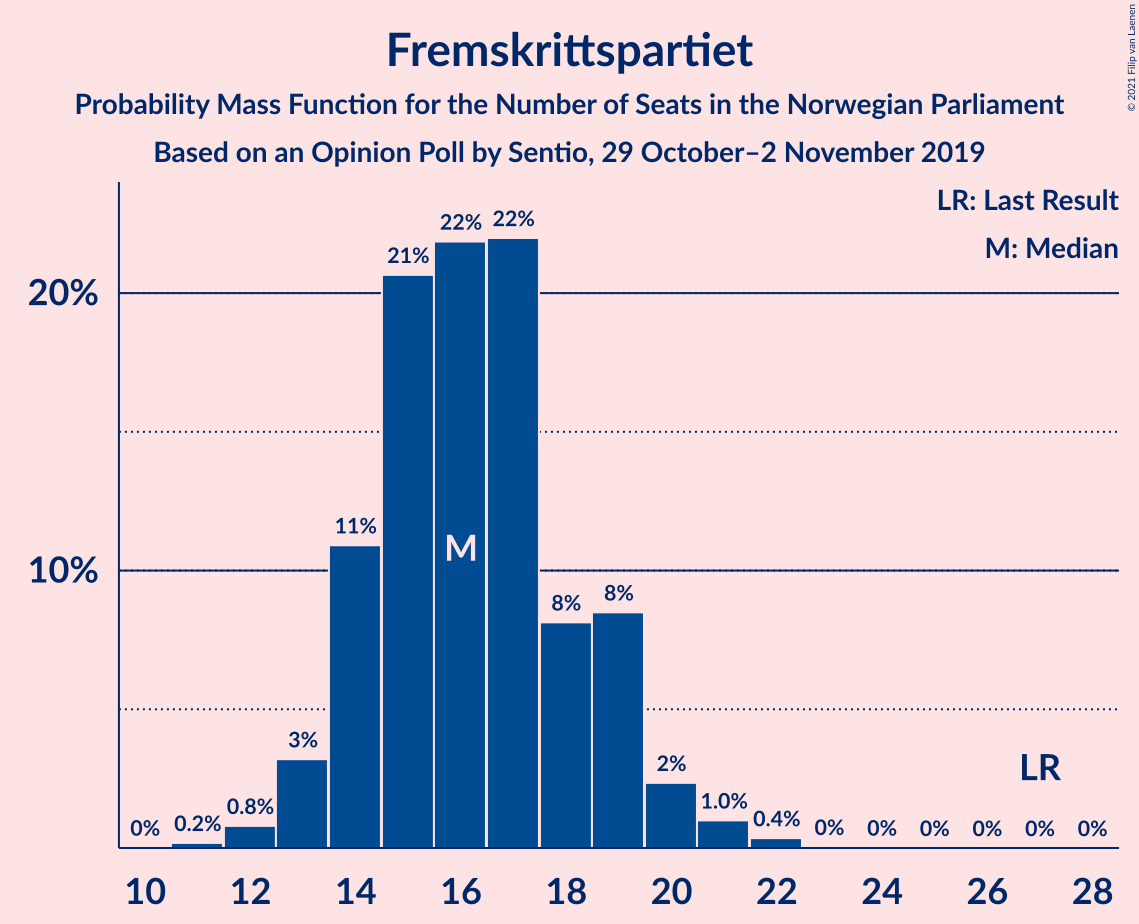 Fremskrittspartiet
Probability Mass Function for the Number of Seats in the Norwegian Parliament
Based on an Opinion Poll by Sentio, 29 October–2 November 2019
© 2021 Filip van Laenen
LR: Last Result
M: Median
20%
10%
0%
0.2%
0.8%
3%
11%
21%
22%
22%
8%
8%
2%
1.0%
0.4%
0%
0%
0%
0%
0%
0%
M
LR
10 12 14 16 18 20 22 24 26 28